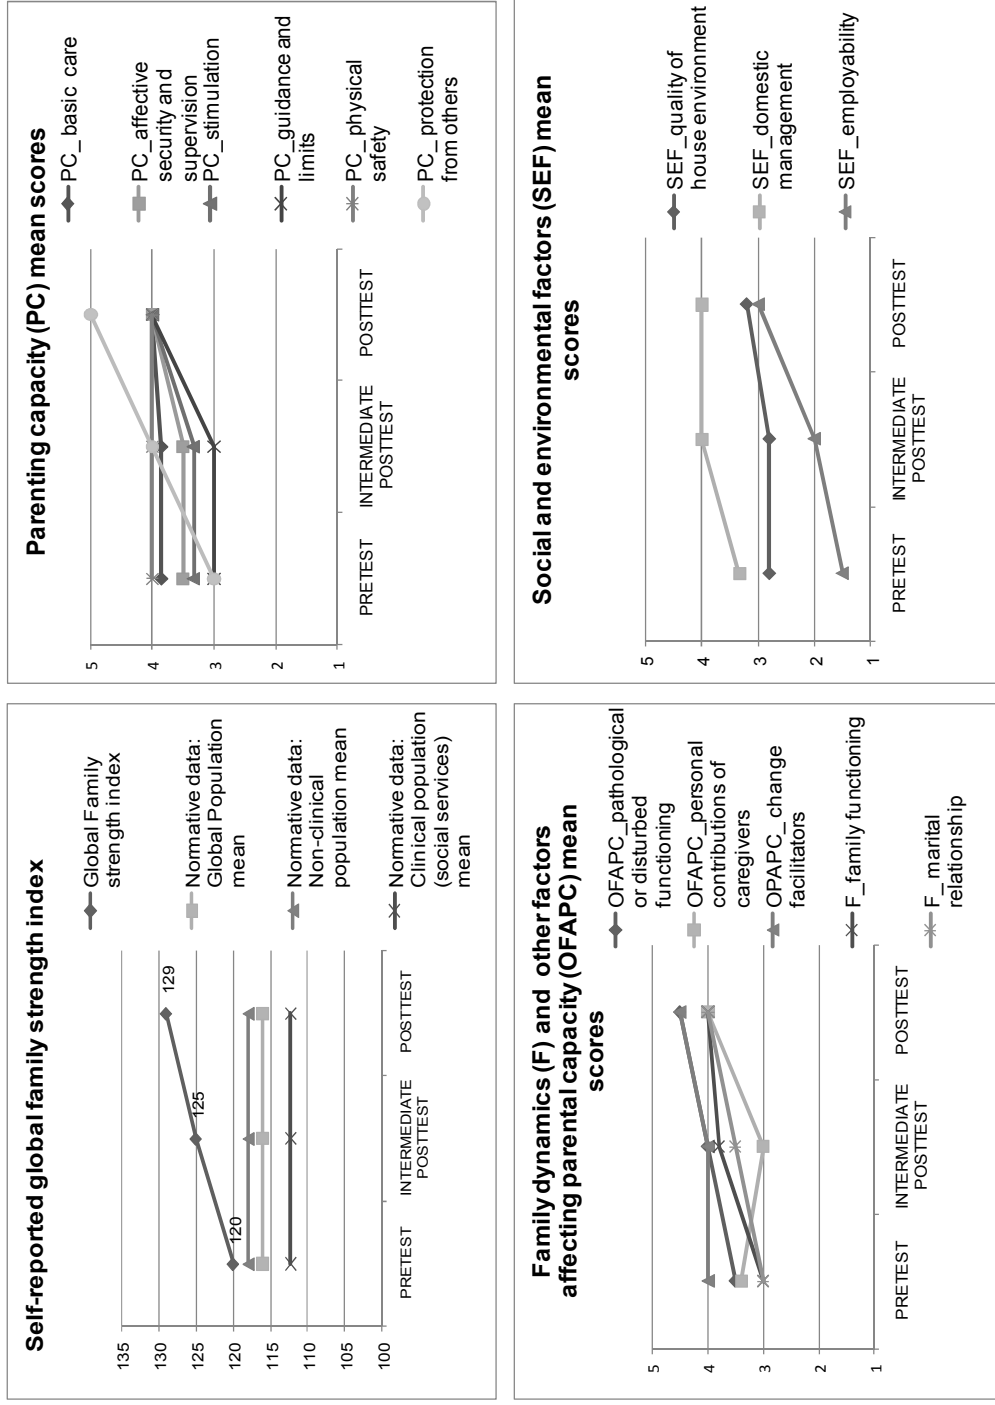 Self-reported global family strength index
135
130
125
120
115
110
105
100
129
125
120
PRETEST
INTERMEDIATE
POSTTEST
POSTTEST
Global Family
strength index
Normative data:
Global Population
mean
Normative data:
Non-clinical
population mean
Normative data:
Clinical population
(social services)
mean
Parenting capacity (PC) mean scores
5
4
3
2
1
PRETEST
INTERMEDIATE
POSTTEST
POSTTEST
PC_basic care
PC_affective
security and
supervision
PC_stimulation
PC_guidance and
limits
PC_physical
safety
PC_protection
from others
Family dynamics (F) and other factors
affecting parental capacity (OFAPC) mean
scores
5
4
3
2
1
PRETEST
INTERMEDIATE
POSTTEST
POSTTEST
OFAPC_pathological
or disturbed
functioning
OFAPC_personal
contributions of
caregivers
OPAPC_change
facilitators
F_family functioning
F_marital
relationship
Social and environmental factors (SEF) mean
scores
5
4
3
2
1
PRETEST
INTERMEDIATE
POSTTEST
POSTTEST
SEF_quality of
house environment
SEF_domestic
management
SEF_employability